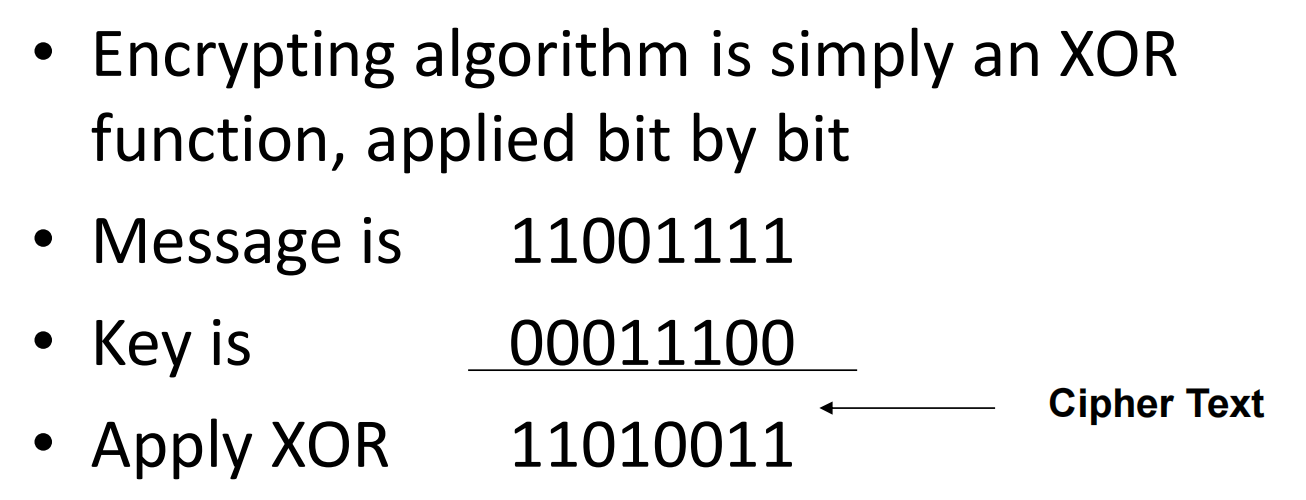 • Encrypting algorithm is simply an XOR
function, applied bit by bit
• Message is 11001111
• Key is 00011100
Cipher Text
• Apply XOR 11010011